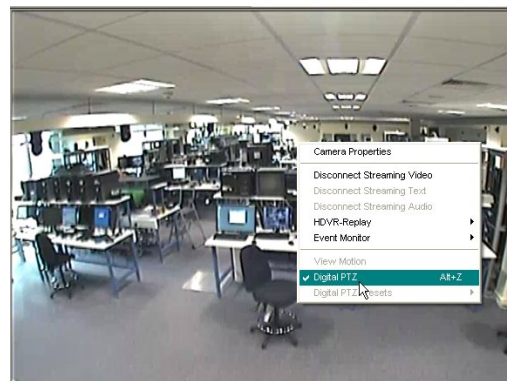 Camera Properties
Disconnect Streaming Video
Disconnect Streaming Text
Disconnect Streaming Audio
HDVR-Replay
Event Monitor
View Motion
Digital PTZ Alt+Z
Digital PTZ Presets